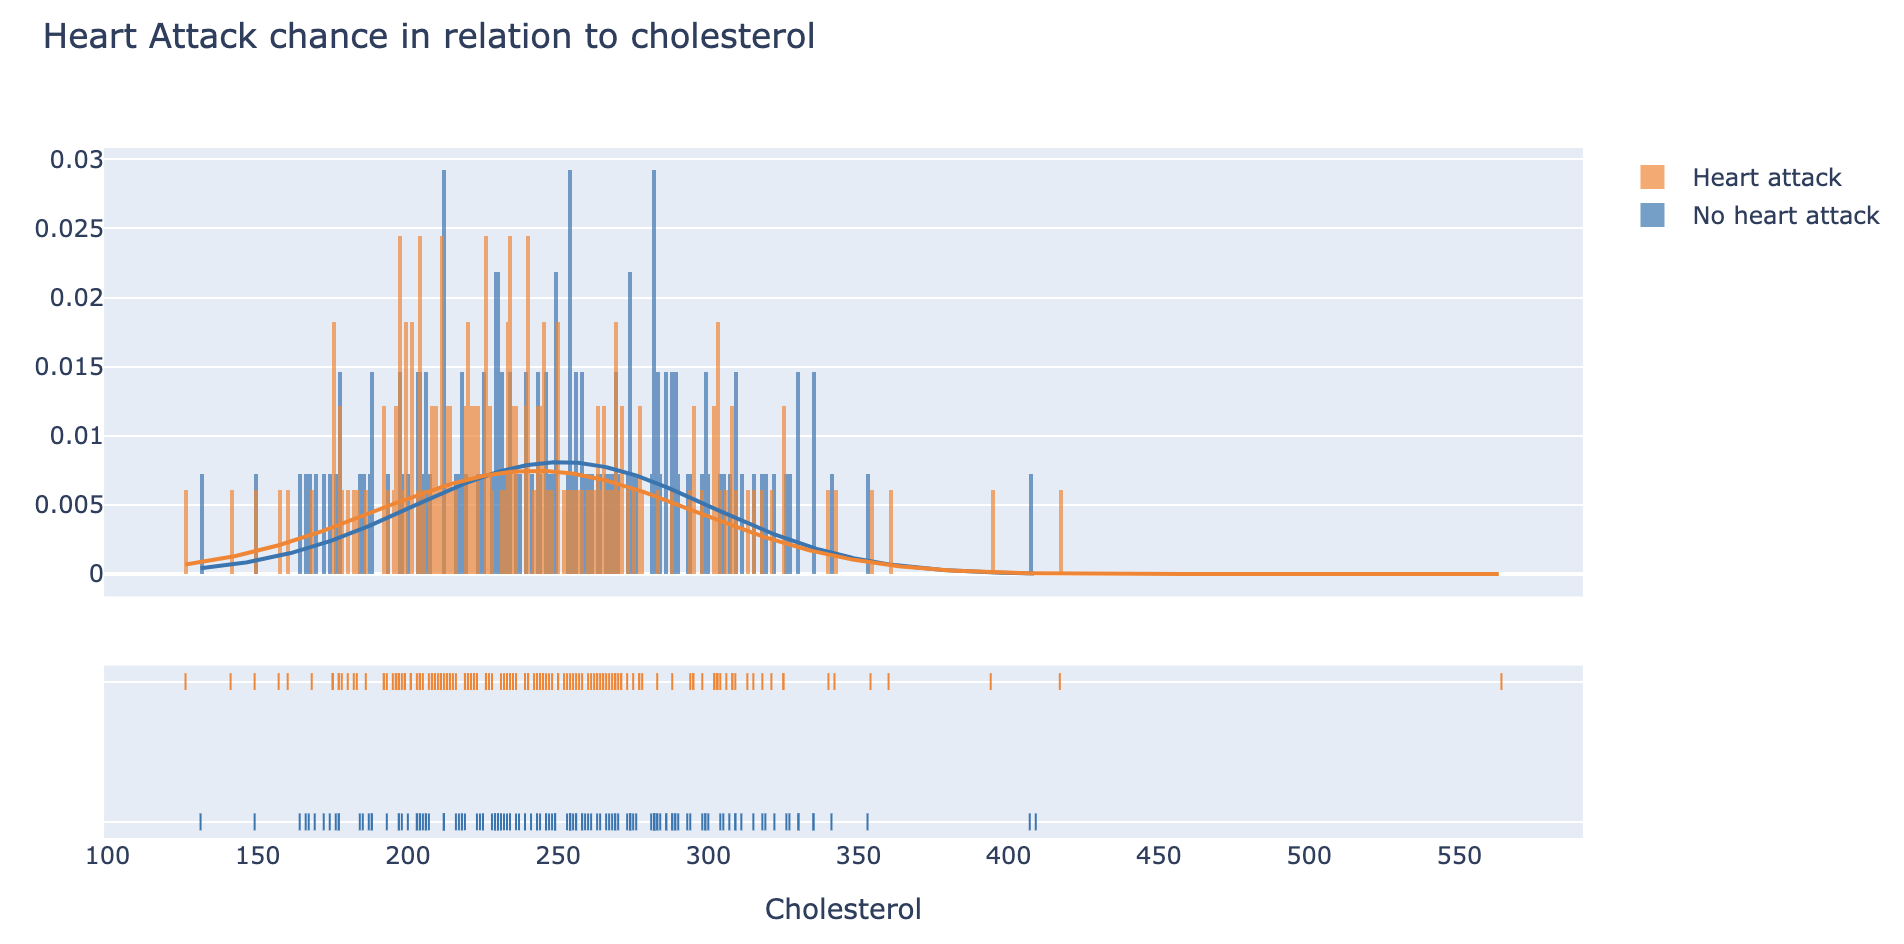 Heart Attack chance in relation to cholesterol
0.03
0.025
0.02
0.015
0.01
0.005
0
Heart attack
No heart attack
100 150 200 250 300 350 400 450 500 550
Cholesterol